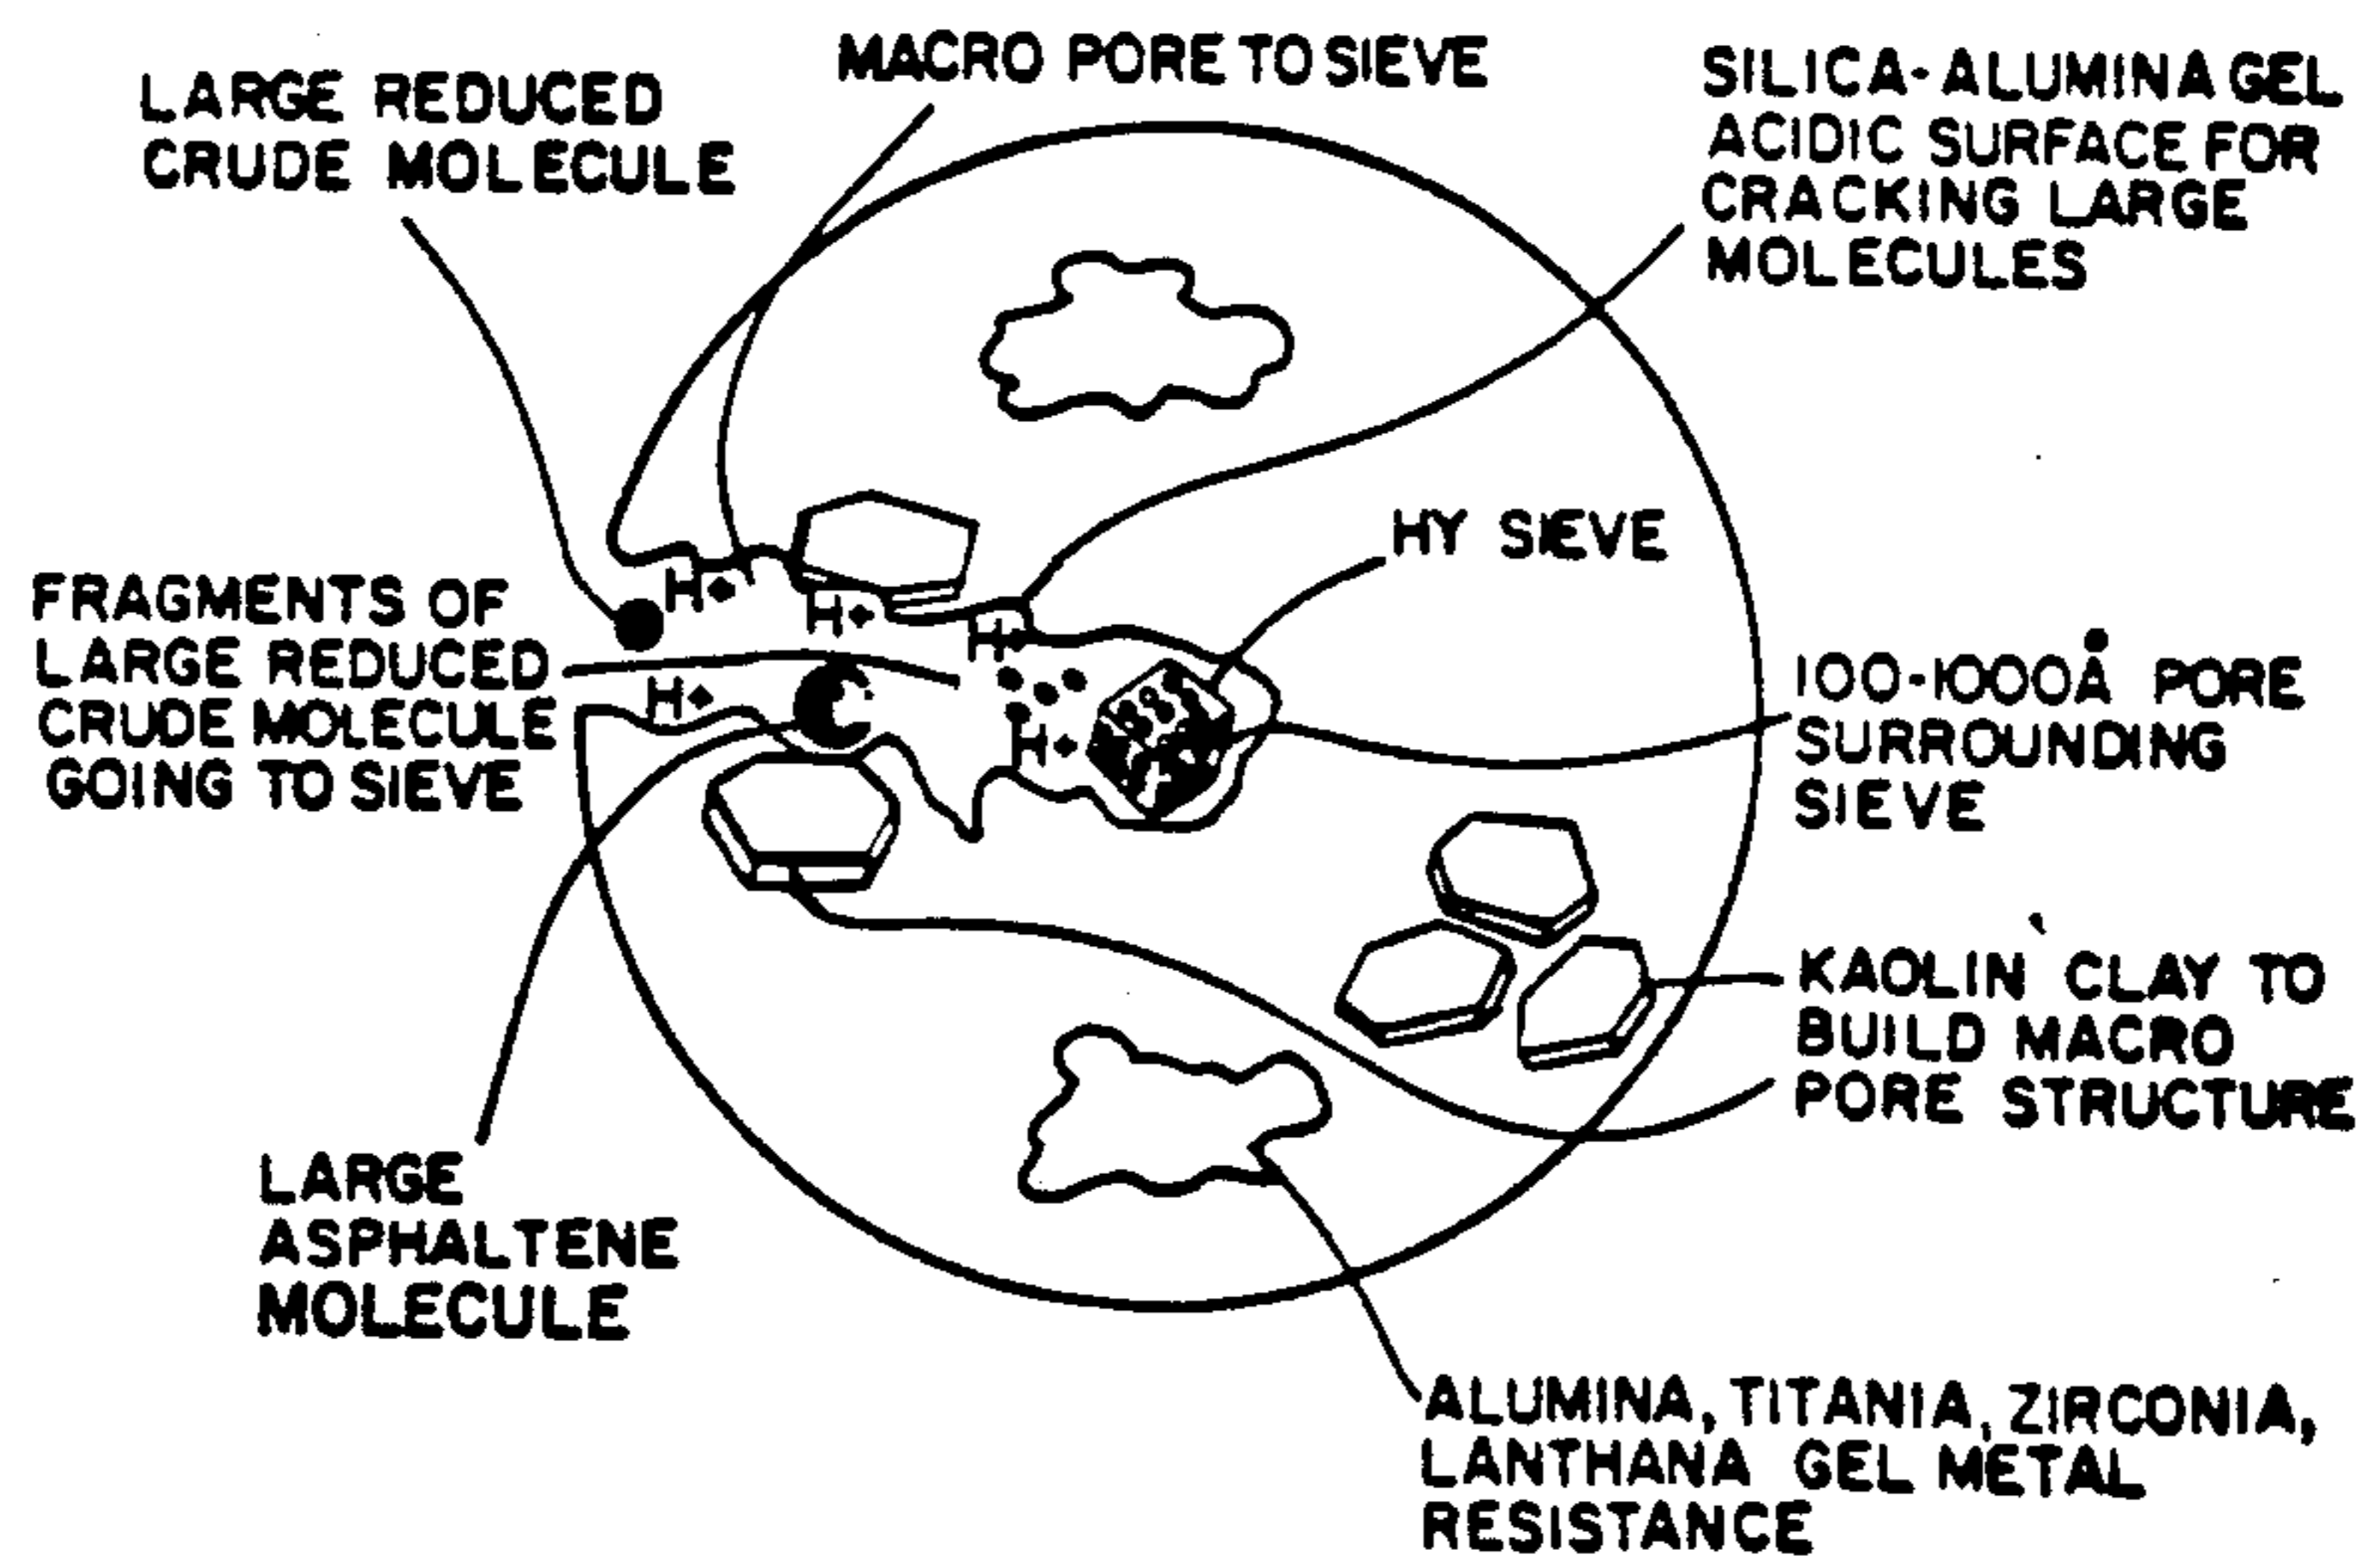 MACRO PORE TO SIEVE
LARGE REDUCED
CRUDE MOLECULE
SILICA-ALUMINA GEL
ACIDIC SURFACE FOR
CRACKING LARGE
MOLECULES
HY SIEVE
FRAGMENTS OF
LARGE REDUCED
CRUDE MOLECULE
GOING TO SIEVE
H+
H+
H+
H+
C
H+
100-1000Å PORE
SURROUNDING
SIEVE
KAOLIN CLAY TO
BUILD MACRO
PORE STRUCTURE
LARGE
ASPHALTENE
MOLECULE
ALUMINA, TITANIA, ZIRCONIA,
LANTHANA GEL METAL
RESISTANCE